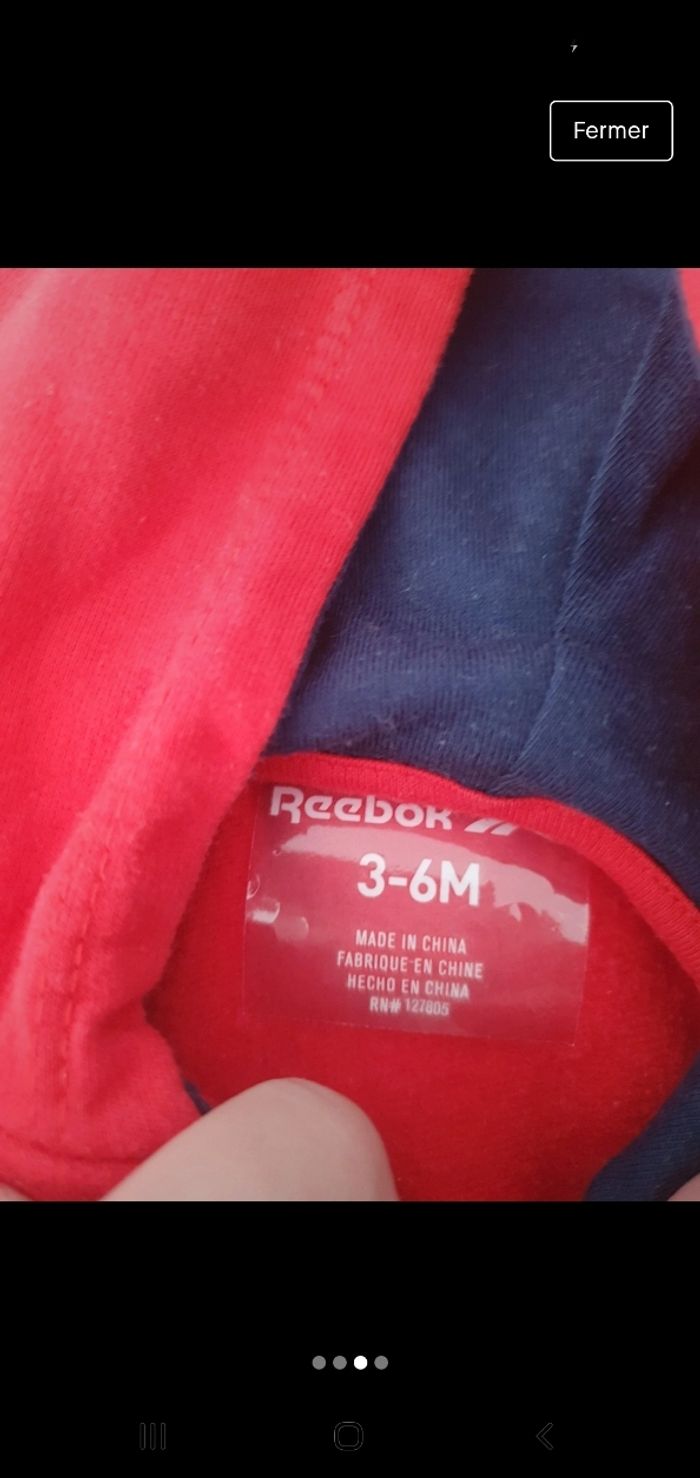 Fermer
Reebok
3-6M
MADE IN CHINA
FABRIQUE EN CHINE
HECHO EN CHINA
RN# 127805